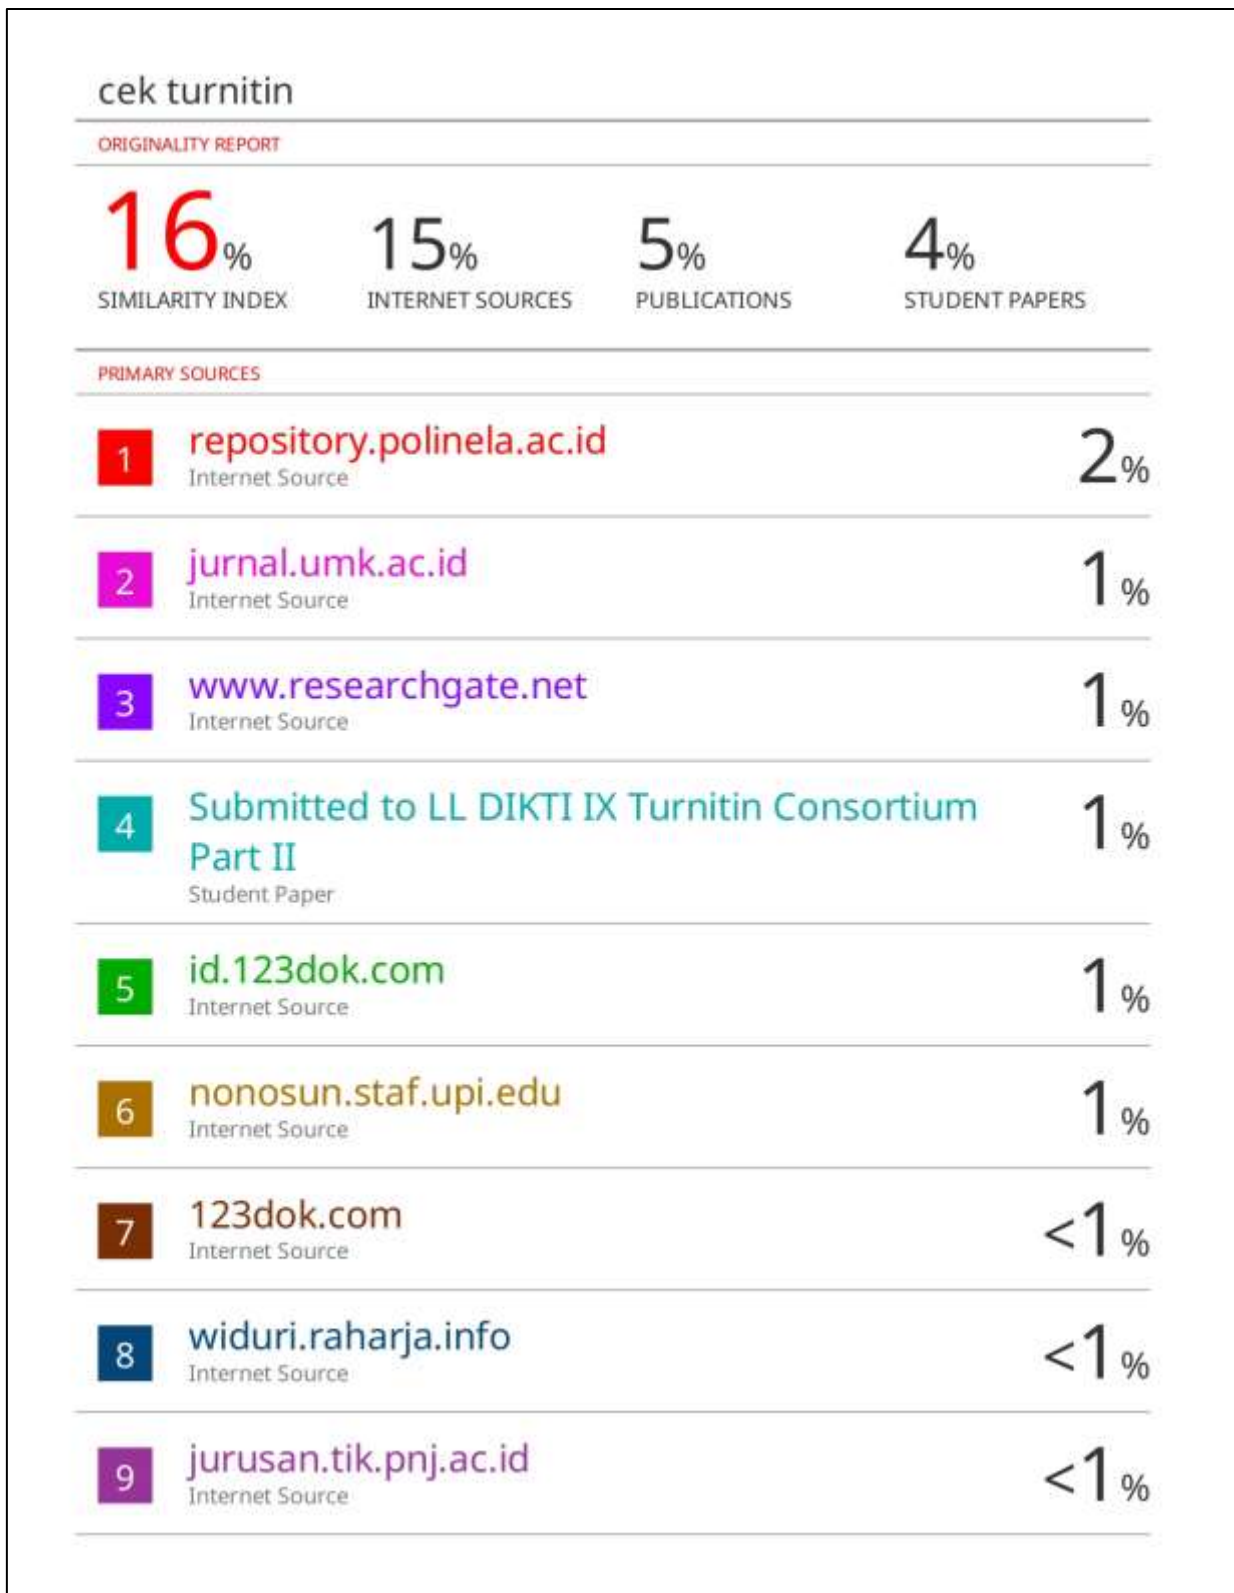 cek turnitin
ORIGINALITY REPORT
16% 15% 5% 4%
SIMILARITY INDEX INTERNET SOURCES PUBLICATIONS STUDENT PAPERS
PRIMARY SOURCES
1 repository.polinela.ac.id 2%
Internet Source
2 jurnal.umk.ac.id 1%
Internet Source
3 www.researchgate.net 1%
Internet Source
4 Submitted to LL DIKTI IX Turnitin Consortium 1%
Part II
Student Paper
5 id.123dok.com 1%
Internet Source
6 nonosun.staf.upi.edu 1%
Internet Source
7 123dok.com <1%
Internet Source
8 widuri.raharja.info <1%
Internet Source
9 jurusan.tik.pnj.ac.id <1%
Internet Source